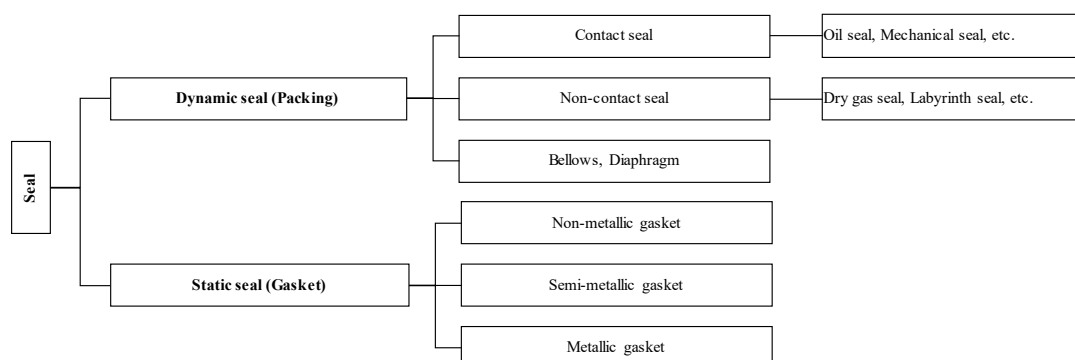 Seal
Dynamic seal (Packing)
Contact seal
Oil seal, Mechanical seal, etc.
Non-contact seal
Dry gas seal, Labyrinth seal, etc.
Bellows, Diaphragm
Static seal (Gasket)
Non-metallic gasket
Semi-metallic gasket
Metallic gasket